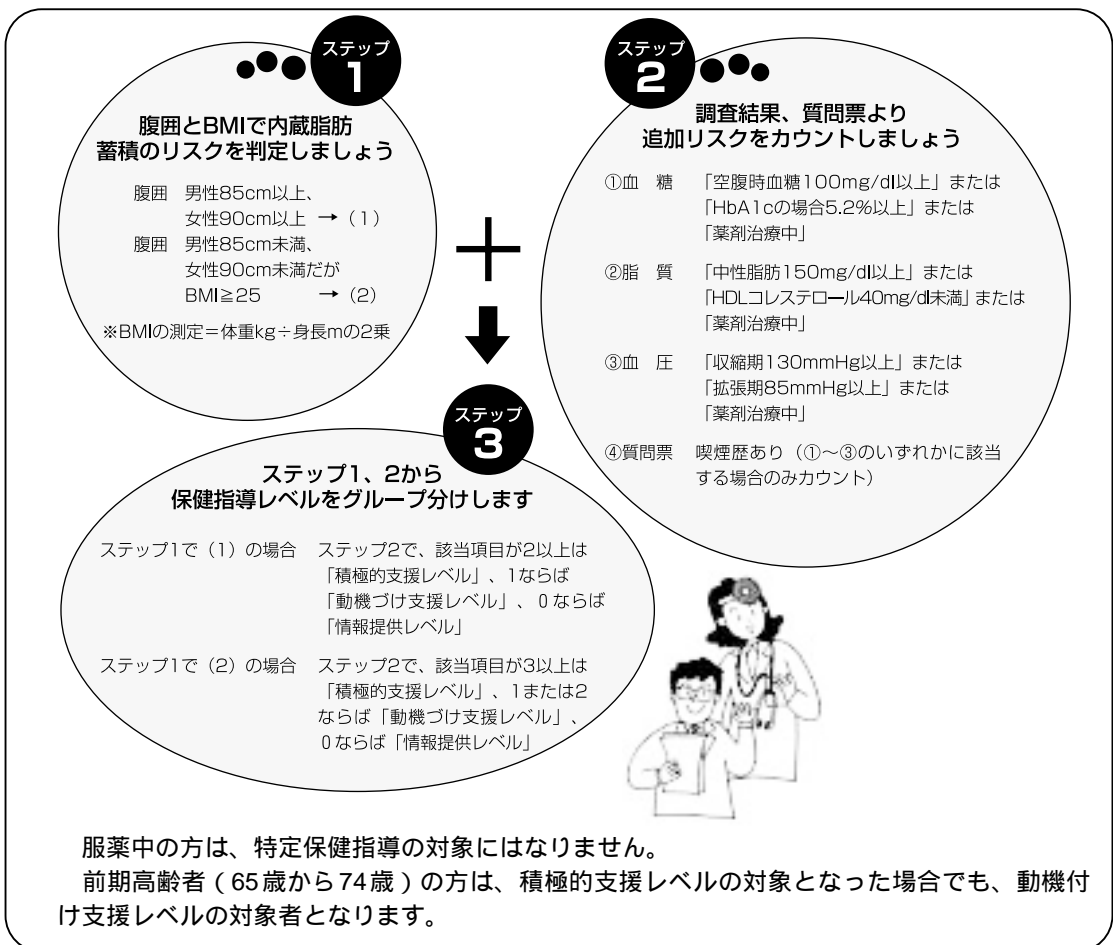 ステップ
1
腹囲とBMIで内蔵脂肪
蓄積のリスクを判定しましょう
腹囲 男性85cm以上、
女性90cm以上 → (1)
腹囲 男性85cm未満、
女性90cm未満だが
BMI≧25 → (2)
※BMIの測定=体重kg÷身長mの2乗
+
ステップ
2
調査結果、質問票より
追加リスクをカウントしましょう
①血 糖 「空腹時血糖100mg/dl以上」または
「HbA1cの場合5.2%以上」または
「薬剤治療中」
②脂 質 「中性脂肪150mg/dl以上」または
「HDLコレステロール40mg/dl未満」または
「薬剤治療中」
③血 圧 「収縮期130mmHg以上」または
「拡張期85mmHg以上」または
「薬剤治療中」
④質問票 喫煙歴あり(①~③のいずれかに該当
する場合のみカウント)
ステップ
3
ステップ1、2から
保健指導レベルをグループ分けします
ステップ1で(1)の場合 ステップ2で、該当項目が2以上は
「積極的支援レベル」、1ならば
「動機づけ支援レベル」、0ならば
「情報提供レベル」
ステップ1で(2)の場合 ステップ2で、該当項目が3以上は
「積極的支援レベル」、1または2
ならば「動機づけ支援レベル」、
0ならば「情報提供レベル」
服薬中の方は、特定保健指導の対象にはなりません。
前期高齢者(65歳から74歳)の方は、積極的支援レベルの対象となった場合でも、動機付
け支援レベルの対象者となります。